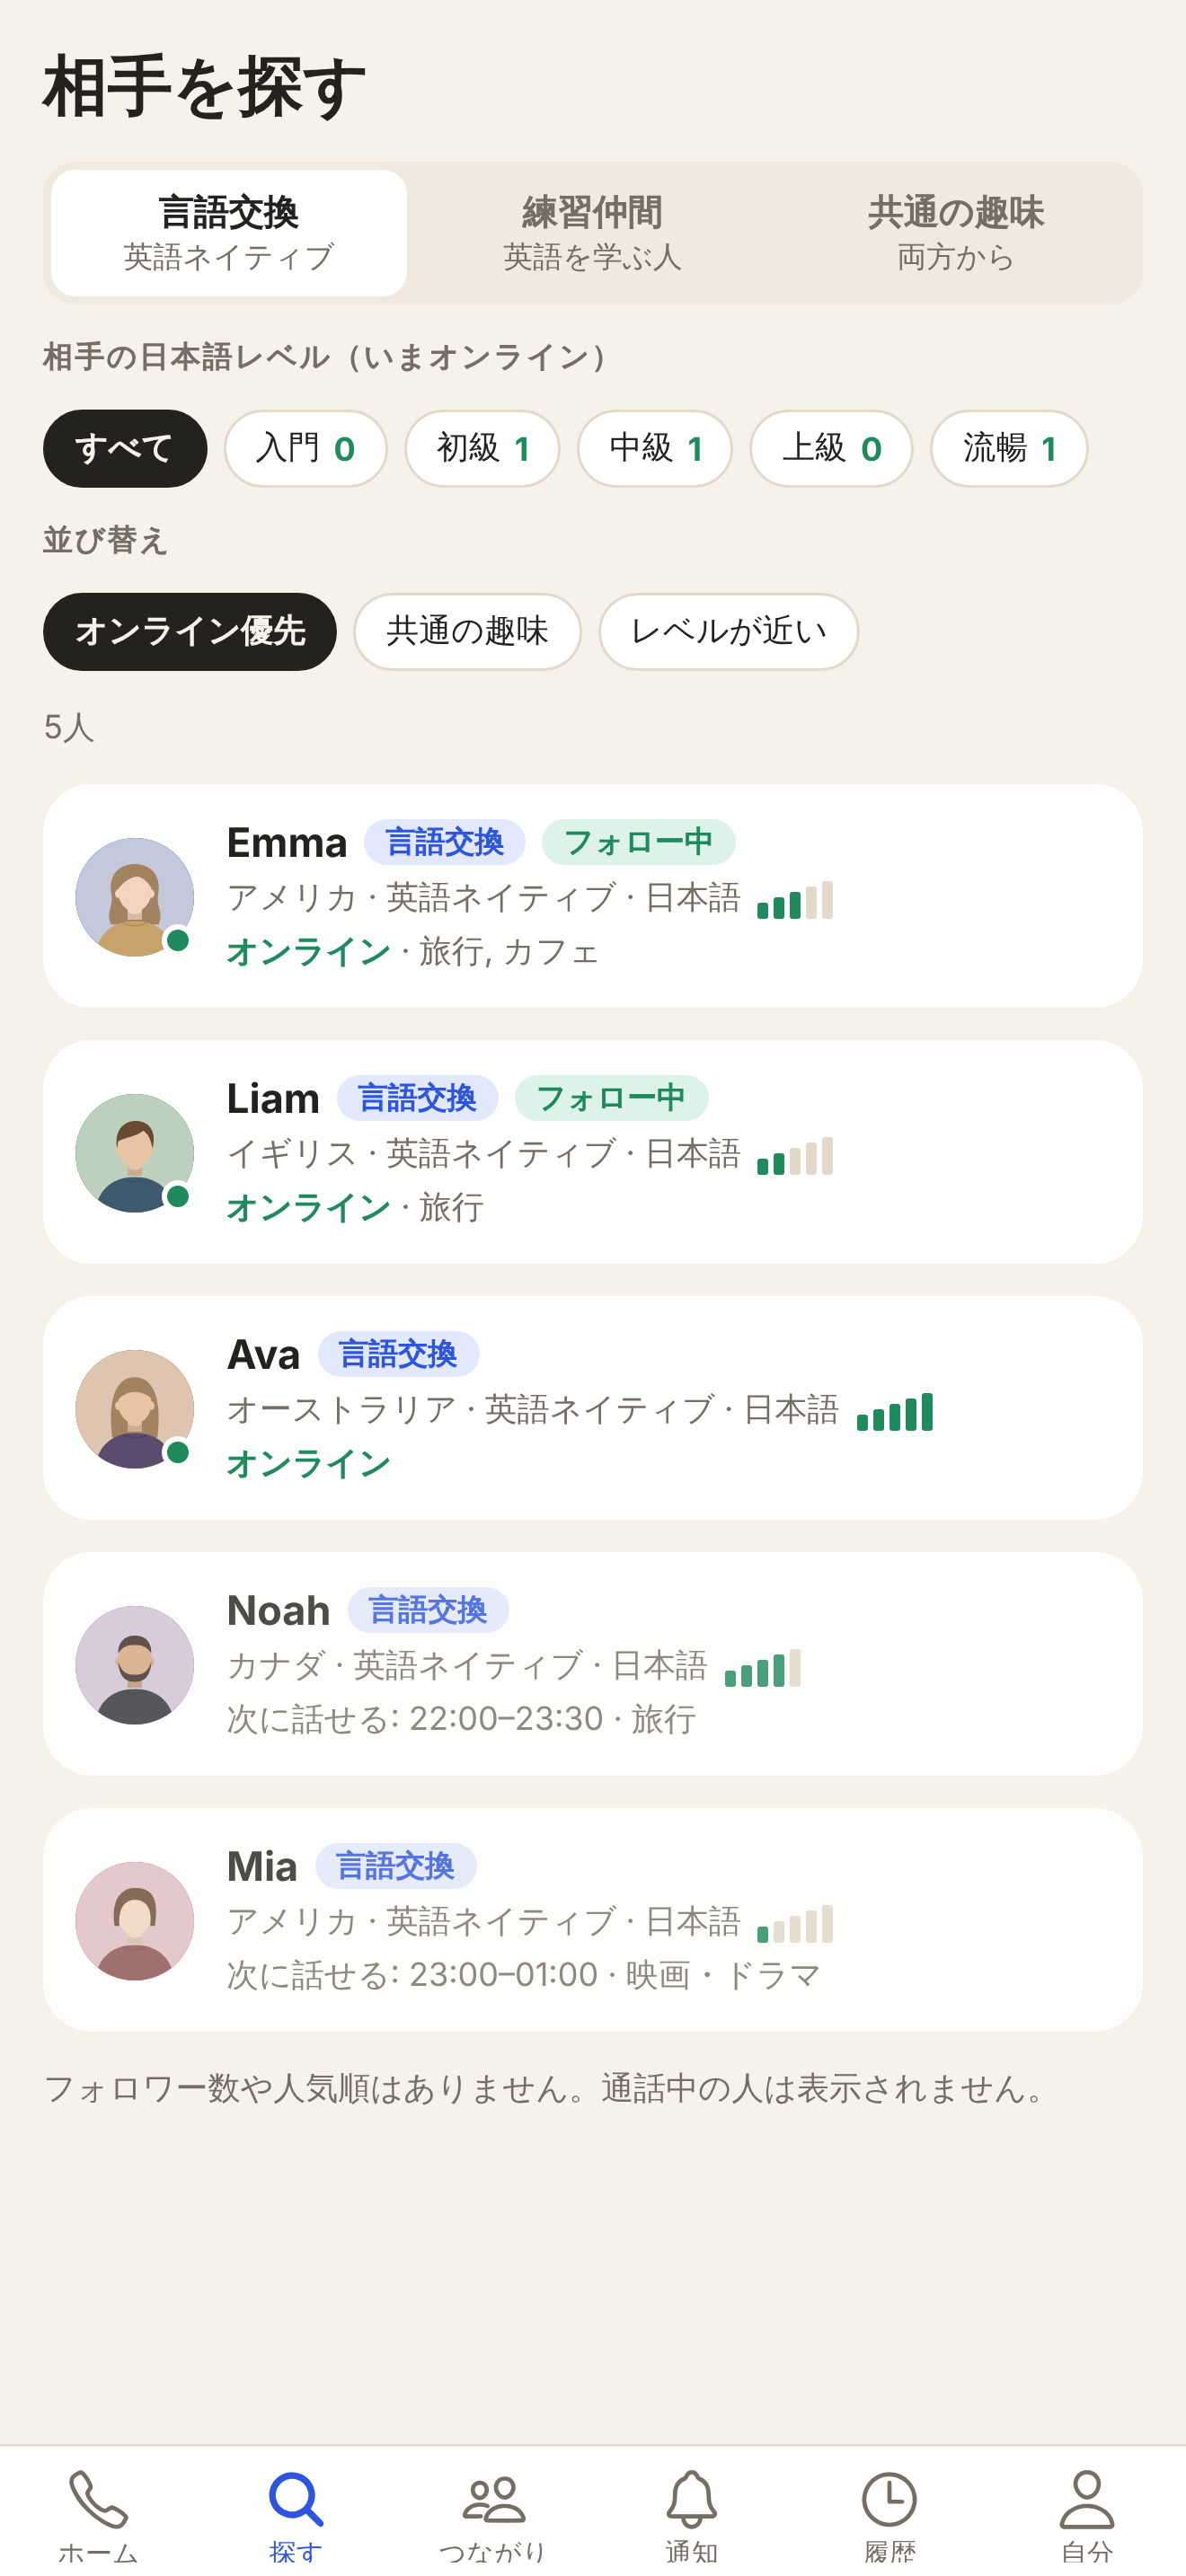 相手を探す
言語交換 練習仲間 共通の趣味
英語ネイティブ 英語を学ぶ人 両方から
相手の日本語レベル（いまオンライン）
すべて 入門 0 初級 1 中級 1 上級 0 流暢 1
並び替え
オンライン優先 共通の趣味 レベルが近い
5人
Emma 言語交換 フォロー中
アメリカ · 英語ネイティブ · 日本語
オンライン · 旅行, カフェ
Liam 言語交換 フォロー中
イギリス · 英語ネイティブ · 日本語
オンライン · 旅行
Ava 言語交換
オーストラリア · 英語ネイティブ · 日本語
オンライン
Noah 言語交換
カナダ · 英語ネイティブ · 日本語
次に話せる: 22:00–23:30 · 旅行
Mia 言語交換
アメリカ · 英語ネイティブ · 日本語
次に話せる: 23:00–01:00 · 映画・ドラマ
フォロワー数や人気順はありません。通話中の人は表示されません。
ホーム 探す つながり 通知 履歴 自分